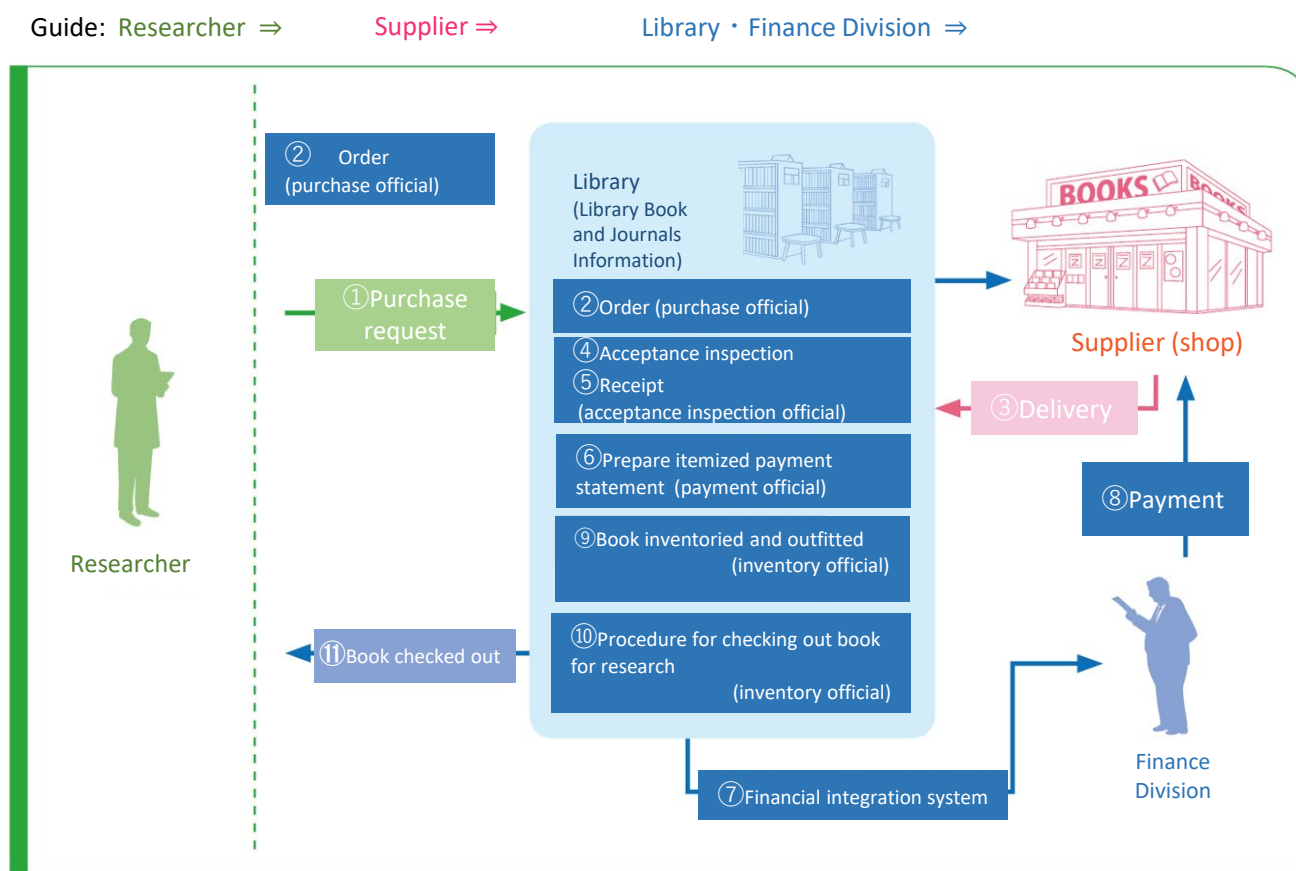 Guide: Researcher ⇒ Supplier ⇒ Library・Finance Division ⇒
② Order
(purchase official)
Library
(Library Book
and Journals
Information)
BOOKS
BOOKS
①Purchase
request
②Order (purchase official)
④Acceptance inspection
⑤Receipt
(acceptance inspection official)
Supplier (shop)
③Delivery
⑥Prepare itemized payment
statement (payment official)
⑧Payment
⑨Book inventoried and outfitted
(inventory official)
Researcher
⑩Procedure for checking out book
for research
(inventory official)
⑪Book checked out
⑦Financial integration system
Finance
Division